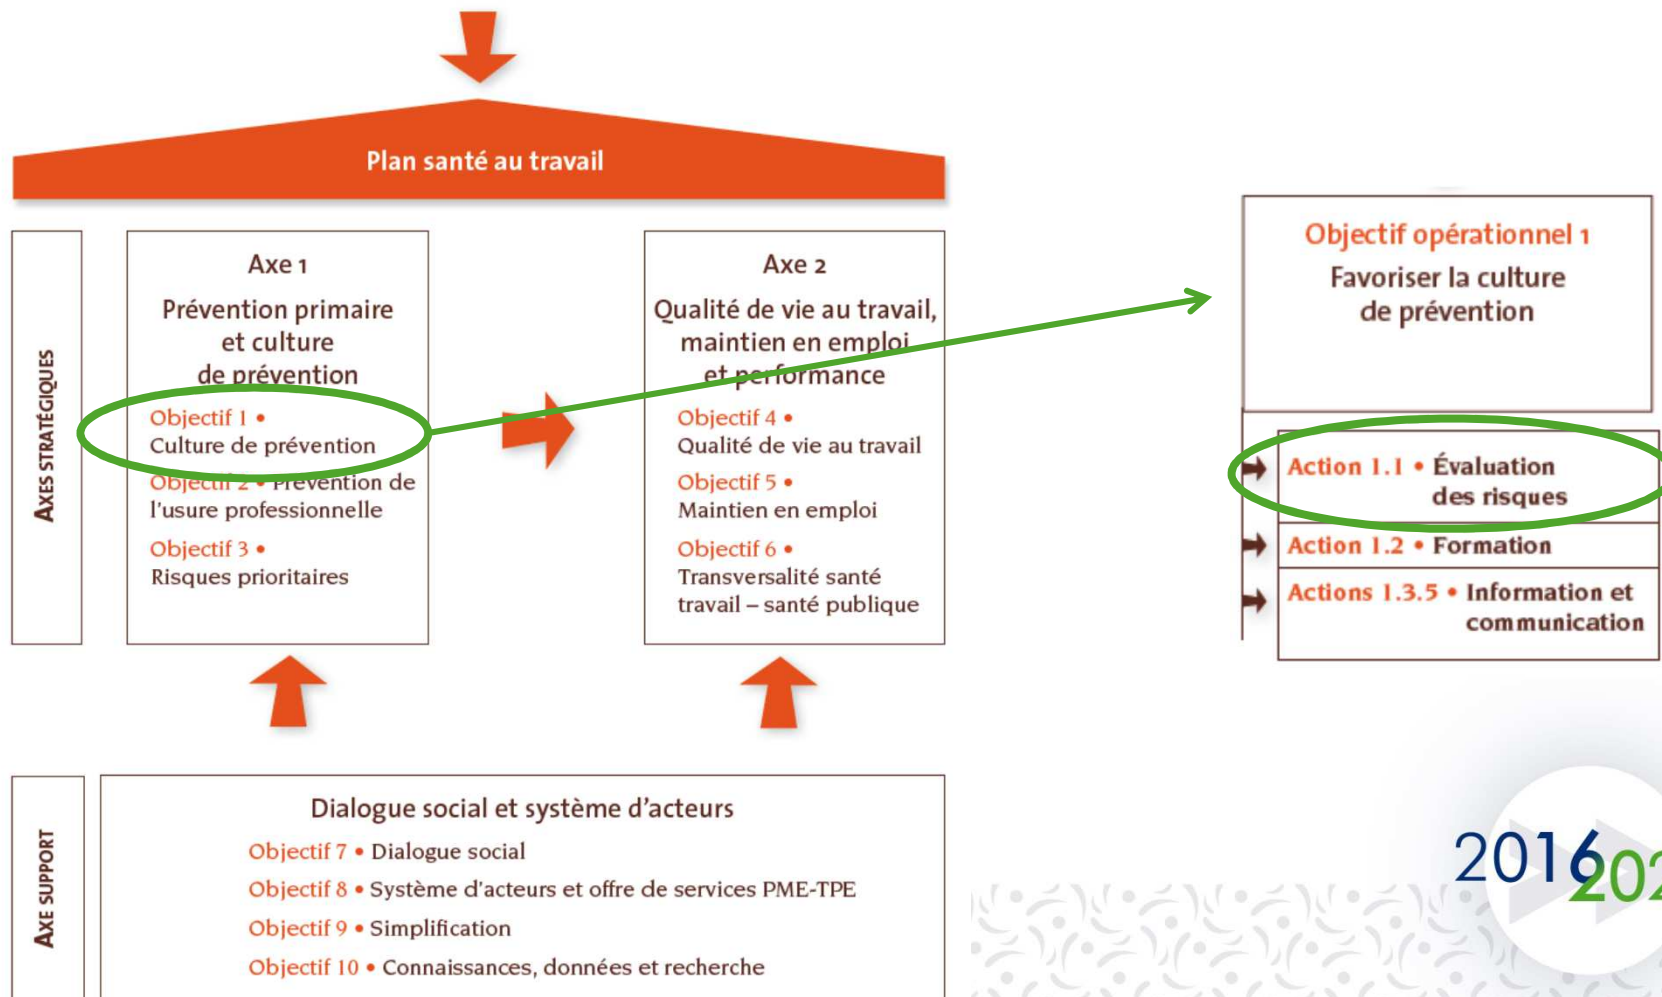 Plan santé au travail
AXES STRATÉGIQUES
Axe 1
Prévention primaire
et culture
de prévention
Objectif 1 •
Culture de prévention
Objectif 2 • Prévention de
l'usure professionnelle
Objectif 3 •
Risques prioritaires
Axe 2
Qualité de vie au travail,
maintien en emploi
et performance
Objectif 4 •
Qualité de vie au travail
Objectif 5 •
Maintien en emploi
Objectif 6 •
Transversalité santé
travail – santé publique
Objectif opérationnel 1
Favoriser la culture
de prévention
Action 1.1 • Évaluation
des risques
Action 1.2 • Formation
Actions 1.3.5 • Information et
communication
AXE SUPPORT
Dialogue social et système d'acteurs
Objectif 7 • Dialogue social
Objectif 8 • Système d'acteurs et offre de services PME-TPE
Objectif 9 • Simplification
Objectif 10 • Connaissances, données et recherche
2016